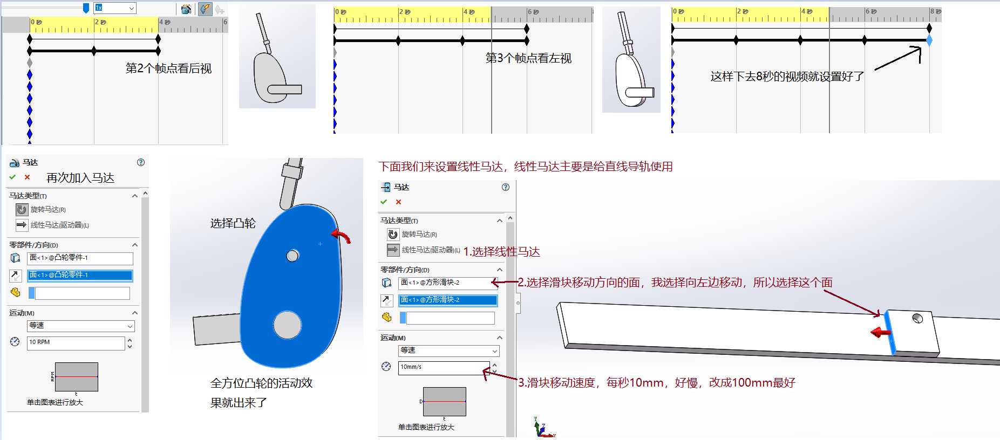 1x
0 秒
2 秒
4 秒
6
第2个帧点看后视
0 秒
2 秒
4 秒
6 秒
8
第3个帧点看左视
0 秒
2 秒
4 秒
6 秒
8 秒
这样下去8秒的视频就设置好了
马达
再次加入马达
马达类型(T)
旋转马达(R)
线性马达(驱动器)(L)
零部件/方向(D)
面<1>@凸轮零件-1
面<1>@凸轮零件-1
运动(M)
等速
10 RPM
RPM
t
单击图表进行放大
选择凸轮
全方位凸轮的活动效
果就出来了
下面我们来设置线性马达，线性马达主要是给直线导轨使用
马达
马达类型(T)
旋转马达(R)
线性马达(驱动器)(L)
1.选择线性马达
零部件/方向(D)
面<1>@方形滑块-2
2.选择滑块移动方向的面，我选择向左边移动，所以选择这个面
面<1>@方形滑块-2
运动(M)
等速
10mm/s
3.滑块移动速度，每秒10mm，好慢，改成100mm最好
D
t
单击图表进行放大
Y
Z
X